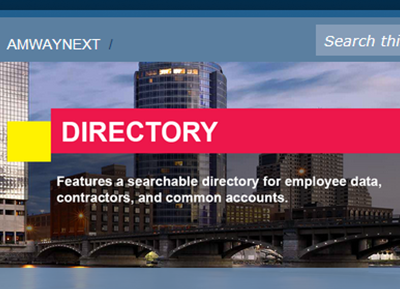 AMWAYNEXT /
Search thi
DIRECTORY
Features a searchable directory for employee data,
contractors, and common accounts.